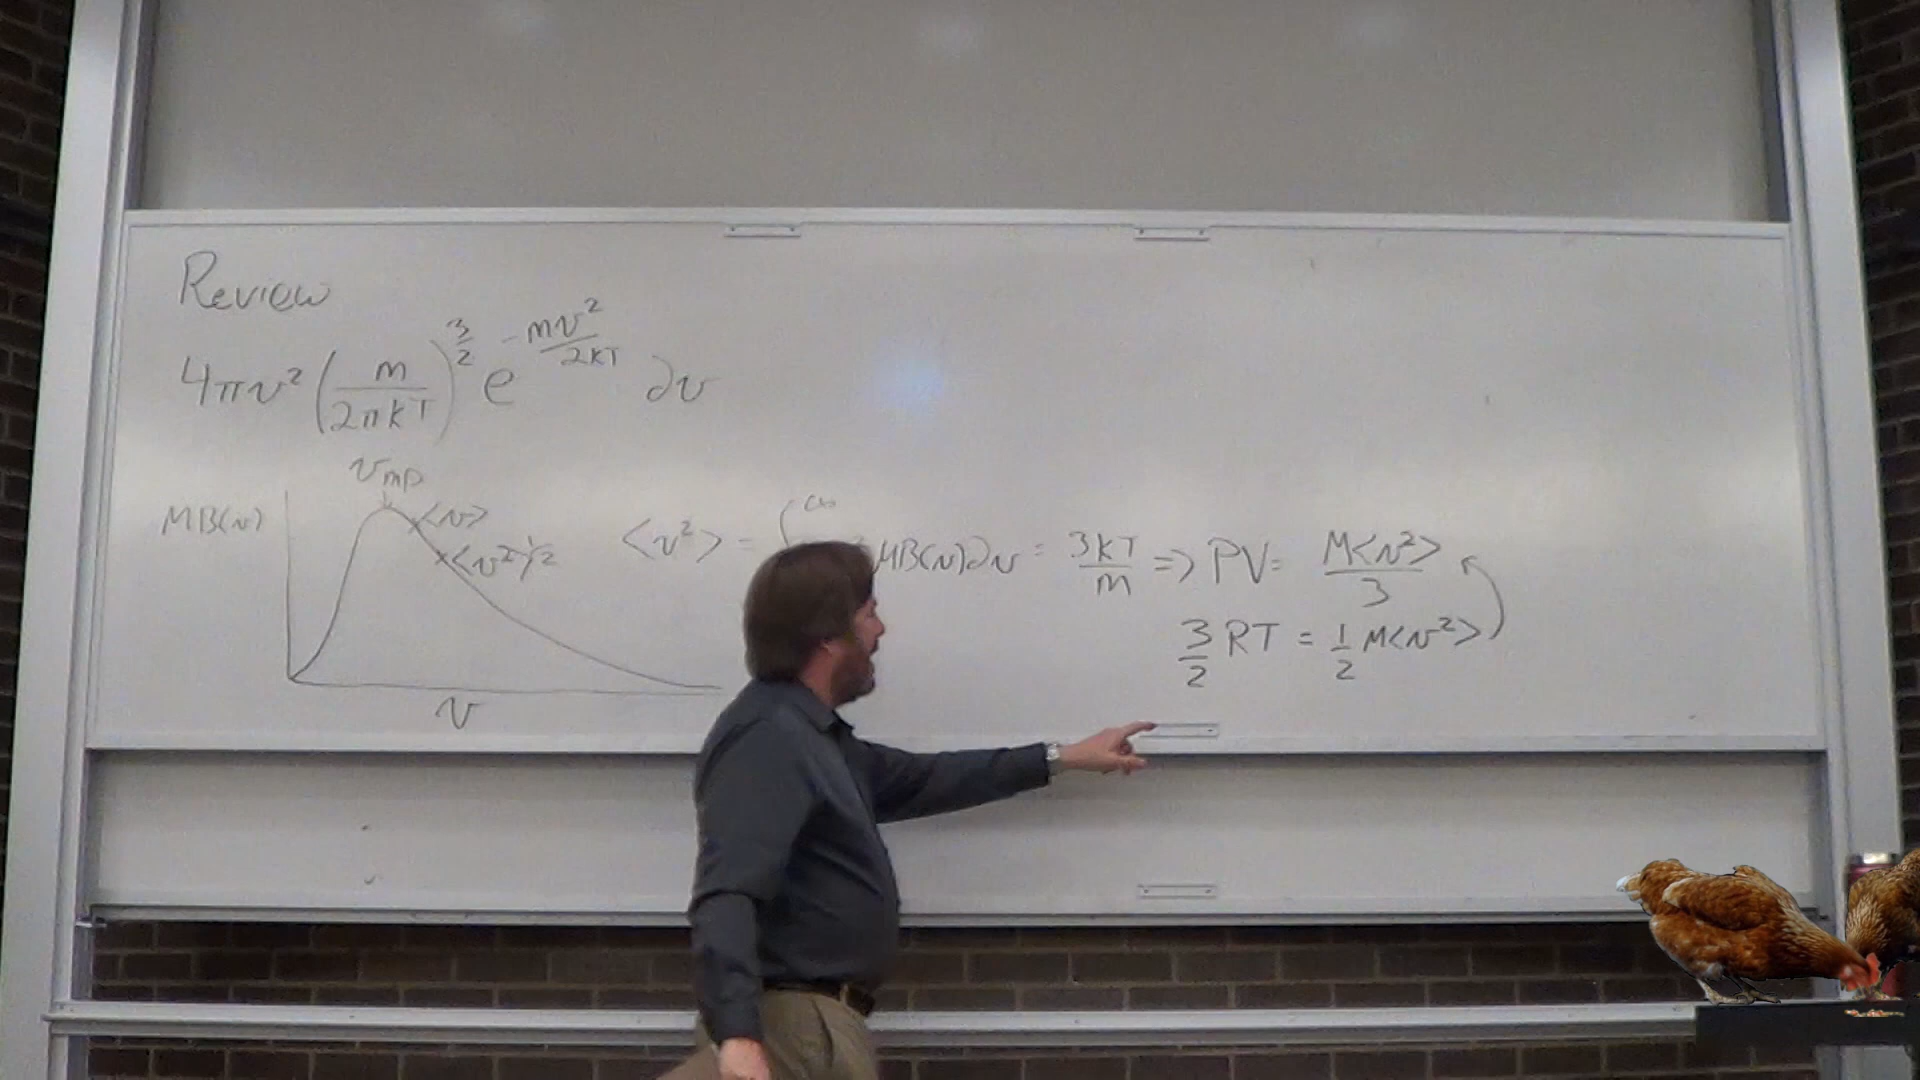 Review
4πv² (m/2πkT)^3/2 e^-mv²/2kT ∂v
v_mp
MB(v)
<v>
<v²>^1/2
v
<v²> = ∫^∞ MB(v)∂v = 3kT/m => PV = M<v²>/3
3/2 RT = 1/2 M<v²>